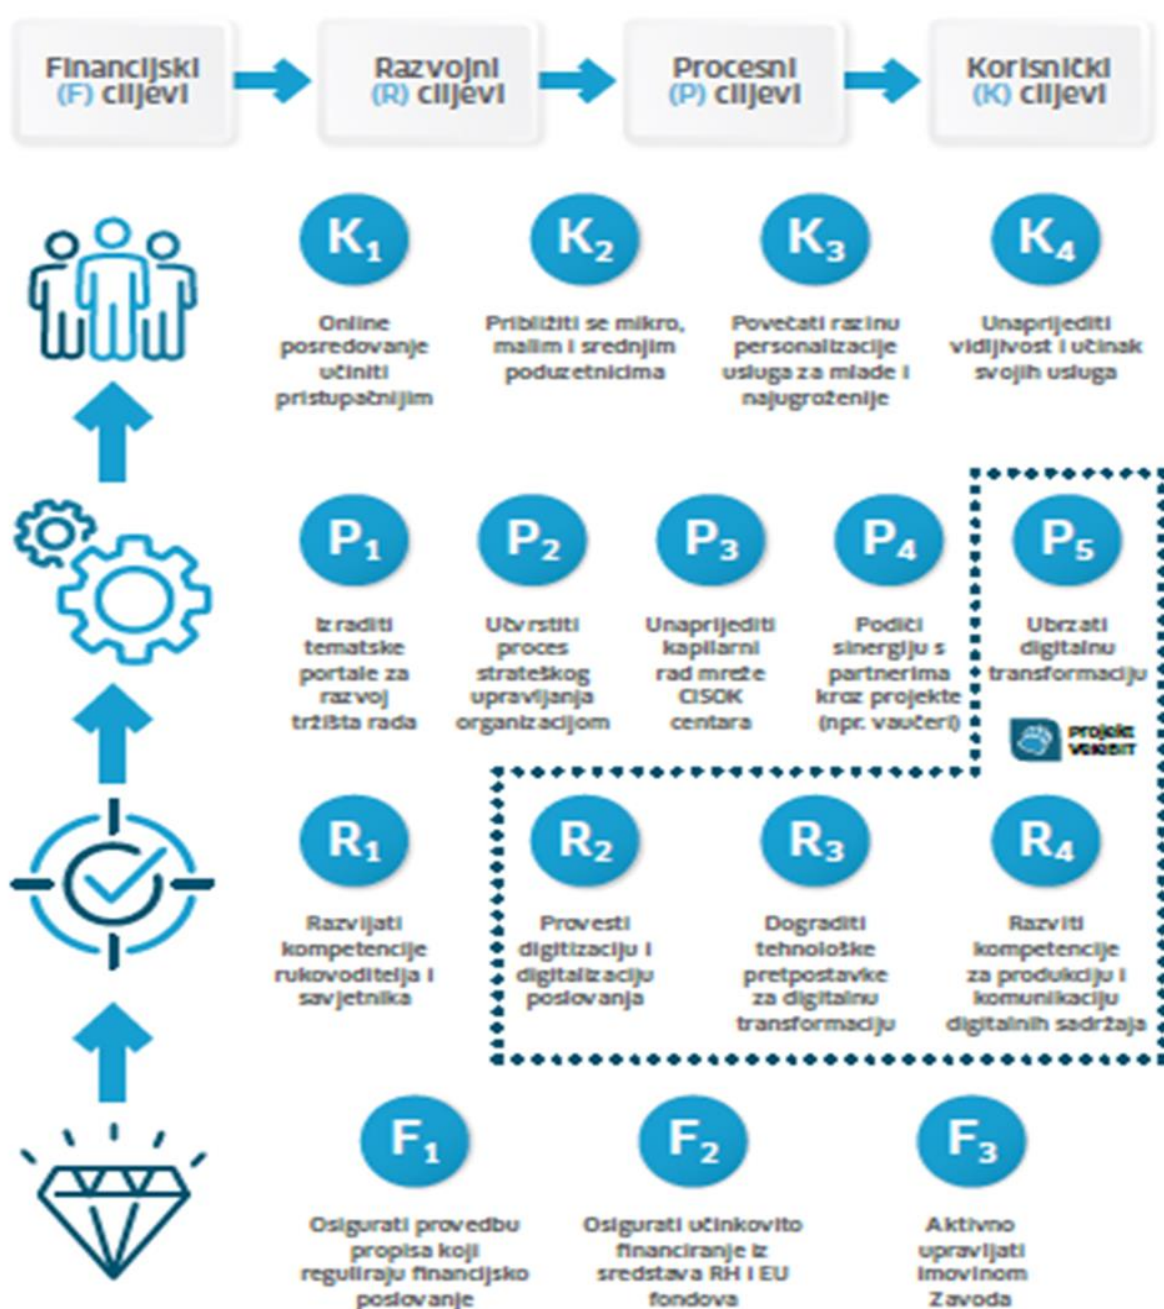 Financijski
(F) ciljevi
Razvojni
(R) ciljevi
Procesni
(P) ciljevi
Korisnički
(K) ciljevi
K1
Online
posredovanje
učiniti
pristupačnijim
K2
Približiti se mikro,
malim i srednjim
poduzetnicima
K3
Povećati razinu
personalizacije
usluga za mlade i
najugroženije
K4
Unaprijediti
vidljivost i učinak
svojih usluga
P1
Izraditi
tematske
portale za
razvoj
tržišta rada
P2
Učvrstiti
proces
strateškog
upravljanja
organizacijom
P3
Unaprijediti
kapilarni
rad mreže
CISOK
centara
P4
Podići
sinergiju s
partnerima
kroz projekte
(npr. vaučeri)
P5
Ubrzati
digitalnu
transformaciju
projekt
VeleBIT
R1
Razvijati
kompetencije
rukovoditelja i
savjetnika
R2
Provesti
digitizaciju i
digitalizaciju
poslovanja
R3
Dograditi
tehnološke
pretpostavke
za digitalnu
transformaciju
R4
Razviti
kompetencije
za produkciju i
komunikaciju
digitalnih sadržaja
F1
Osigurati provedbu
propisa koji
reguliraju financijsko
poslovanje
F2
Osigurati učinkovito
financiranje iz
sredstava RH i EU
fondova
F3
Aktivno
upravljati
imovinom
Zavoda